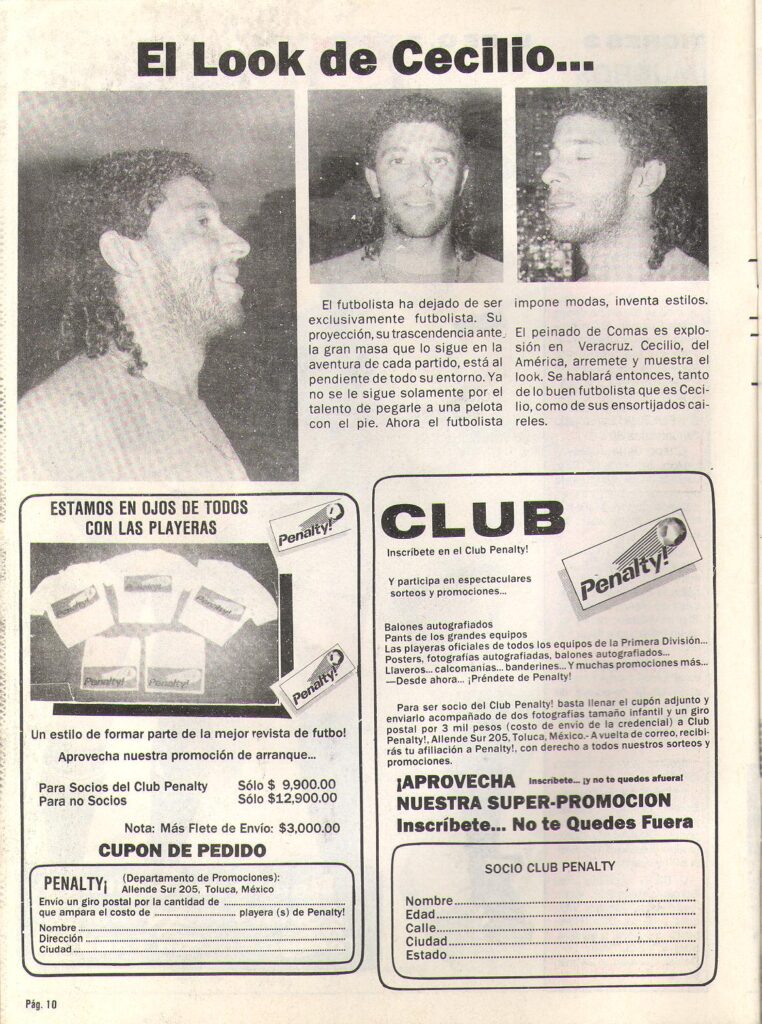 El Look de Cecilio...
El futbolista ha dejado de ser
exclusivamente futbolista. Su
proyección, su trascendencia ante
la gran masa que lo sigue en la
aventura de cada partido, está al
pendiente de todo su entorno. Ya
no se le sigue solamente por el
talento de pegarle a una pelota
con el pie. Ahora el futbolista
impone modas, inventa estilos.
El peinado de Comas es explo-
sión en Veracruz. Cecilio, del
América, arremete y muestra el
look. Se hablará entonces, tanto
de lo buen futbolista que es Ceci-
lio, como de sus ensortijados cai-
reles.
ESTAMOS EN OJOS DE TODOS
CON LAS PLAYERAS
Penalty!
Penalty!
Penalty!
Penalty!
Penalty!
Penalty!
Penalty!
Un estilo de formar parte de la mejor revista de futbo!
Aprovecha nuestra promoción de arranque...
Para Socios del Club Penalty Sólo $ 9,900.00
Para no Socios Sólo $12,900.00
Nota: Más Flete de Envío: $3,000.00
CUPON DE PEDIDO
PENALTY¡ (Departamento de Promociones):
Allende Sur 205, Toluca, México
Envío un giro postal por la cantidad de
que ampara el costo de playera (s) de Penalty!
Nombre
Dirección
Ciudad
CLUB
Penalty!
Inscríbete en el Club Penalty!
Y participa en espectaculares
sorteos y promociones...
Balones autografiados
Pants de los grandes equipos
Las playeras oficiales de todos los equipos de la Primera División...
Posters, fotografías autografiadas, balones autografiados...
Llaveros... calcomanías... banderines... Y muchas promociones más...
—Desde ahora... ¡Préndete de Penalty!
Para ser socio del Club Penalty! basta llenar el cupón adjunto y
enviarlo acompañado de dos fotografías tamaño infantil y un giro
postal por 3 mil pesos (costo de envío de la credencial) a Club
Penalty!, Allende Sur 205, Toluca, México.- A vuelta de correo, recibi-
rás tu afiliación a Penalty!, con derecho a todos nuestros sorteos y
promociones.
¡APROVECHA Inscríbete... ¡y no te quedes afuera!
NUESTRA SUPER-PROMOCION
Inscríbete... No te Quedes Fuera
SOCIO CLUB PENALTY
Nombre
Edad
Calle
Ciudad
Estado
Pág. 10